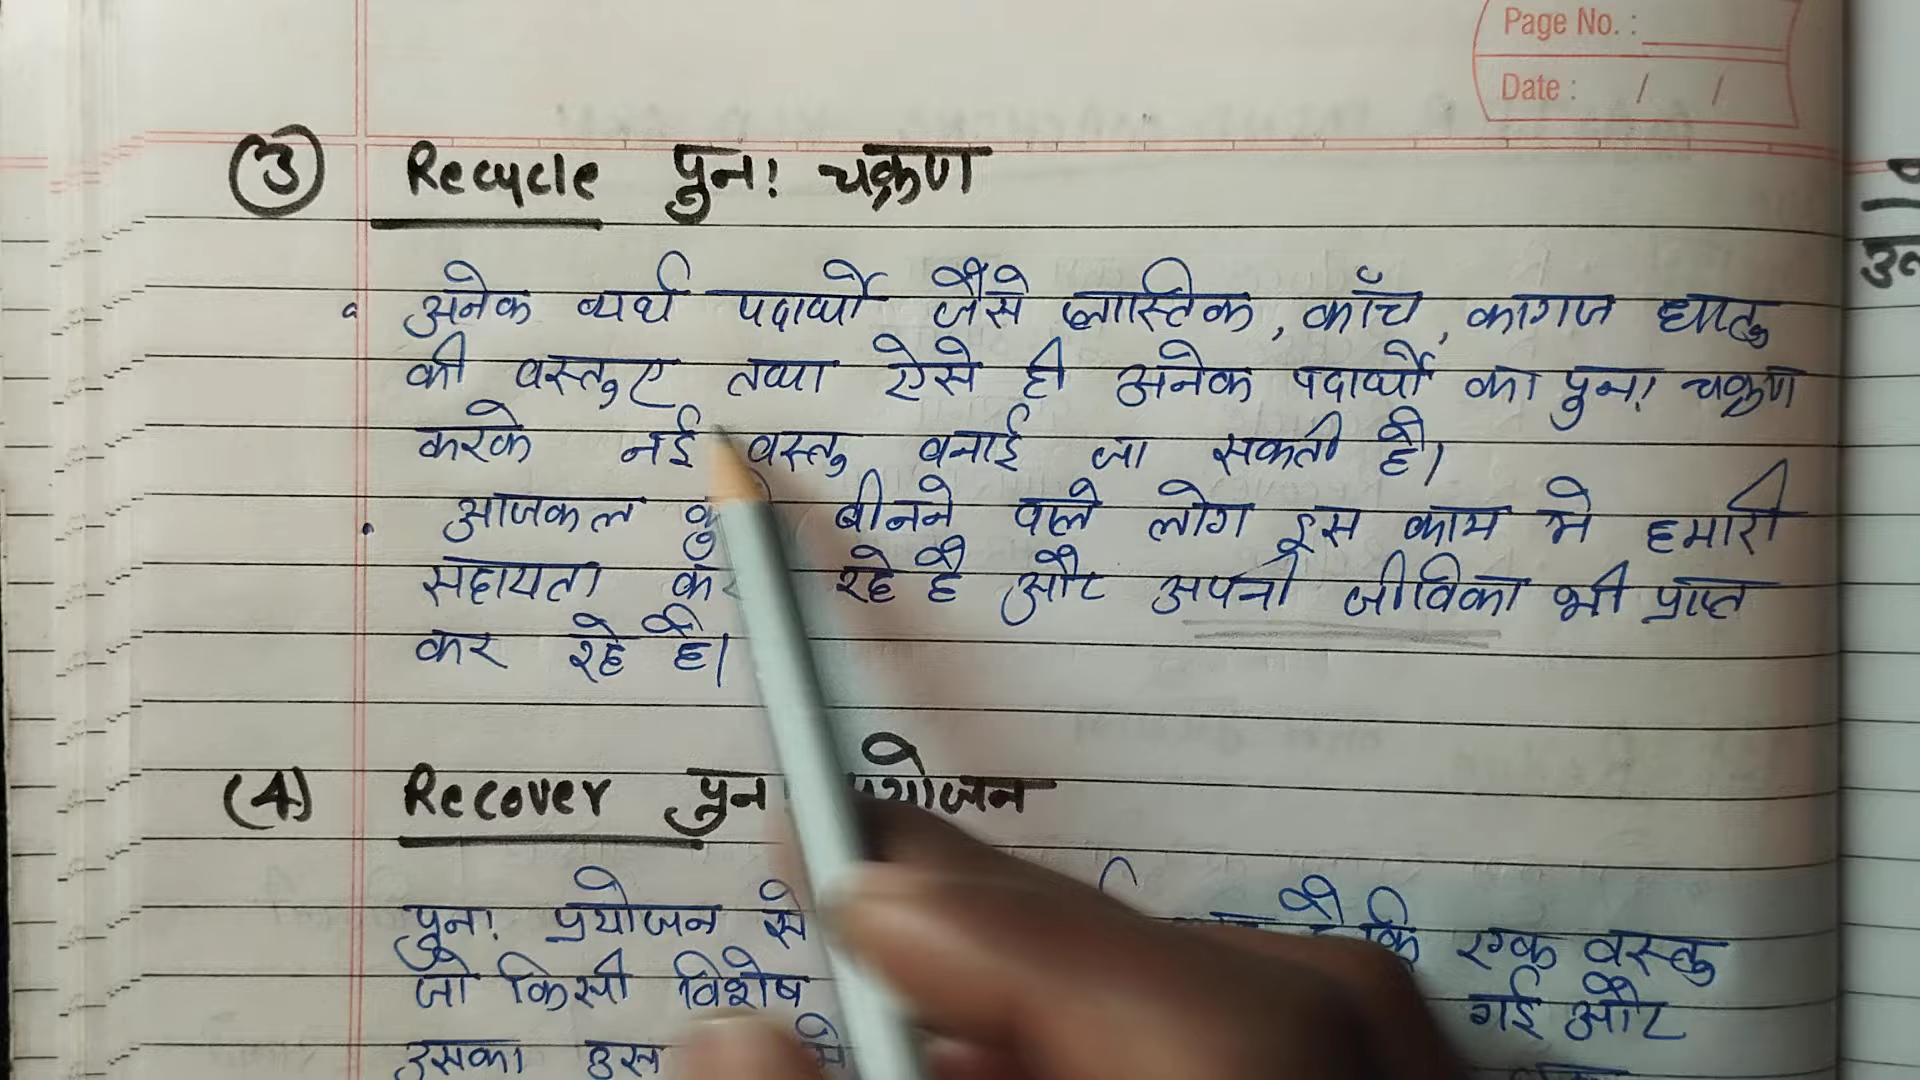 Page No. :
Date : / /
(3) Recycle पुन: चक्रण
अनेक व्यर्थ पदार्थो जैसे प्लास्टिक, काँच, कागज धातु
की वस्तुए तथा ऐसे ही अनेक पदार्थो का पुन: चक्रण
करके नई वस्तु बनाई जा सकती है।
आजकल बीनने वाले लोग इस काम मे हमारी
सहायता कर रहे है और अपनी जीविका भी प्राप्त
कर रहे है।
(4) Recover पुन
पुन: प्रयोजन से कि एक वस्तु
जो किसी विशेष गई और
उसका उस